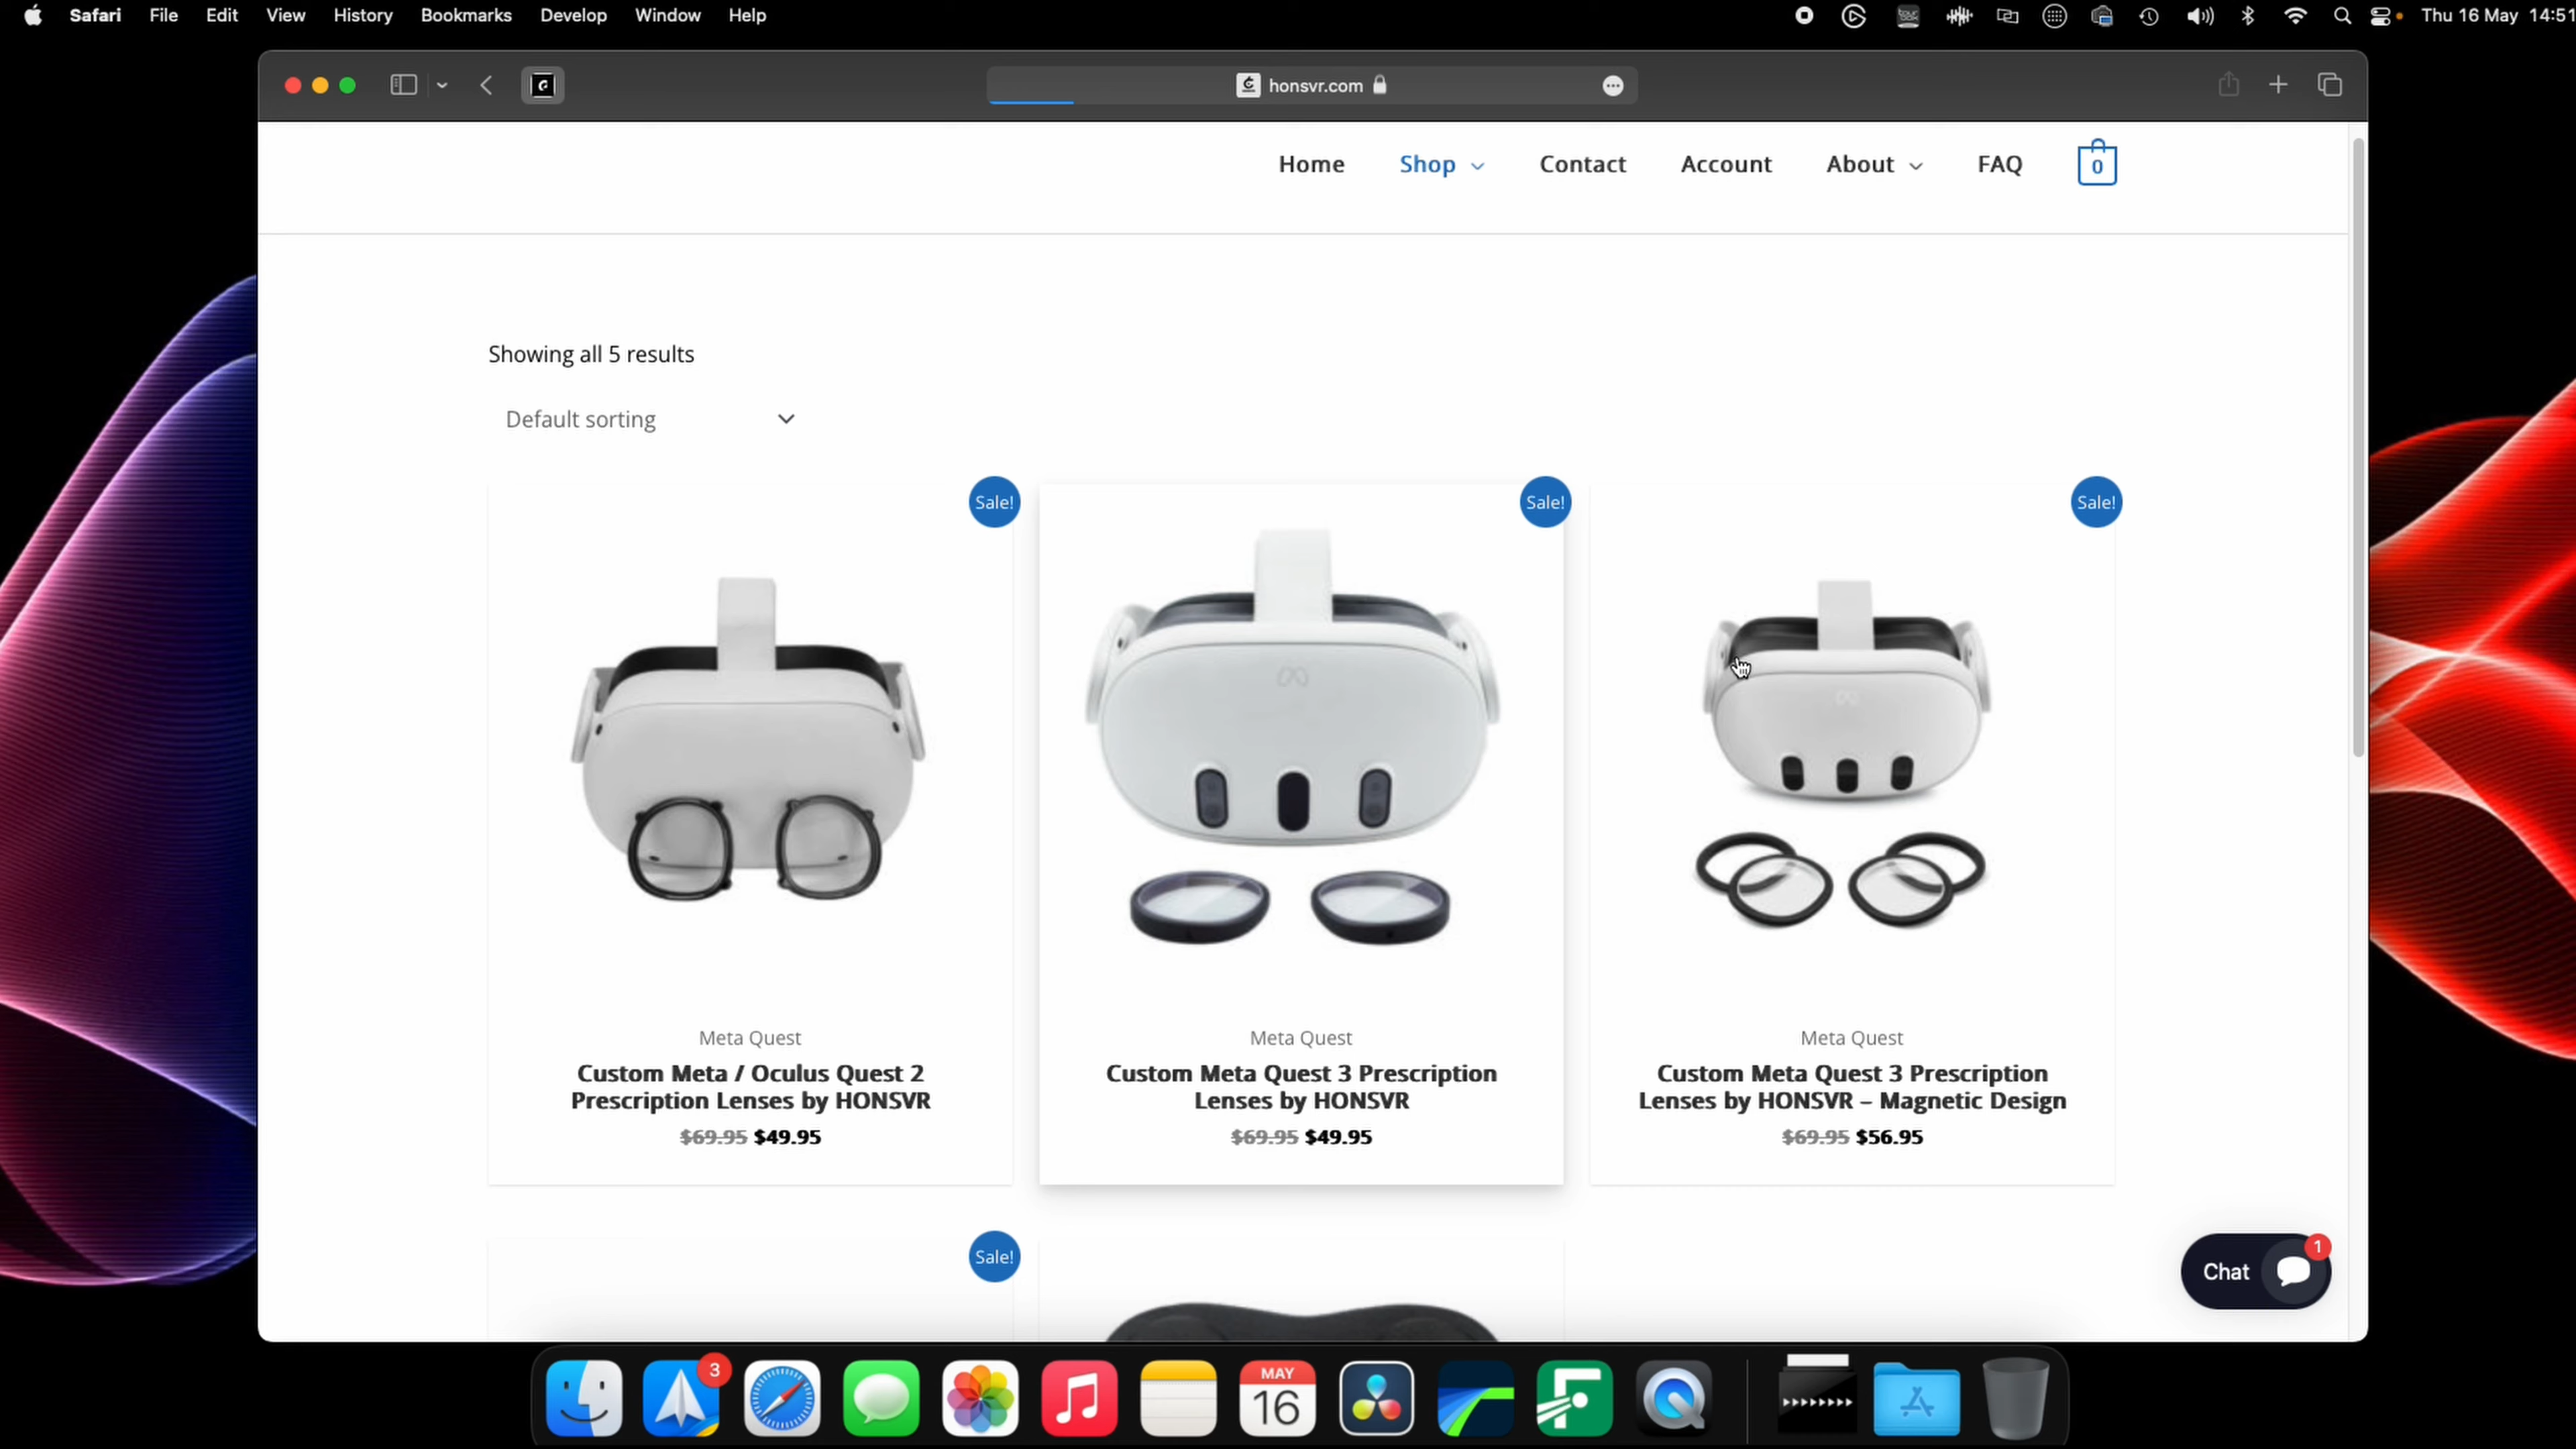 Safari File Edit View History Bookmarks Develop Window Help Thu 16 May 14:51
honsvr.com
Home Shop Contact Account About FAQ 0
Showing all 5 results
Default sorting
Sale! Sale! Sale!
Meta Quest
Custom Meta / Oculus Quest 2
Prescription Lenses by HONSVR
$69.95 $49.95
Meta Quest
Custom Meta Quest 3 Prescription
Lenses by HONSVR
$69.95 $49.95
Meta Quest
Custom Meta Quest 3 Prescription
Lenses by HONSVR – Magnetic Design
$69.95 $56.95
Sale!
Chat 1
3
MAY
16